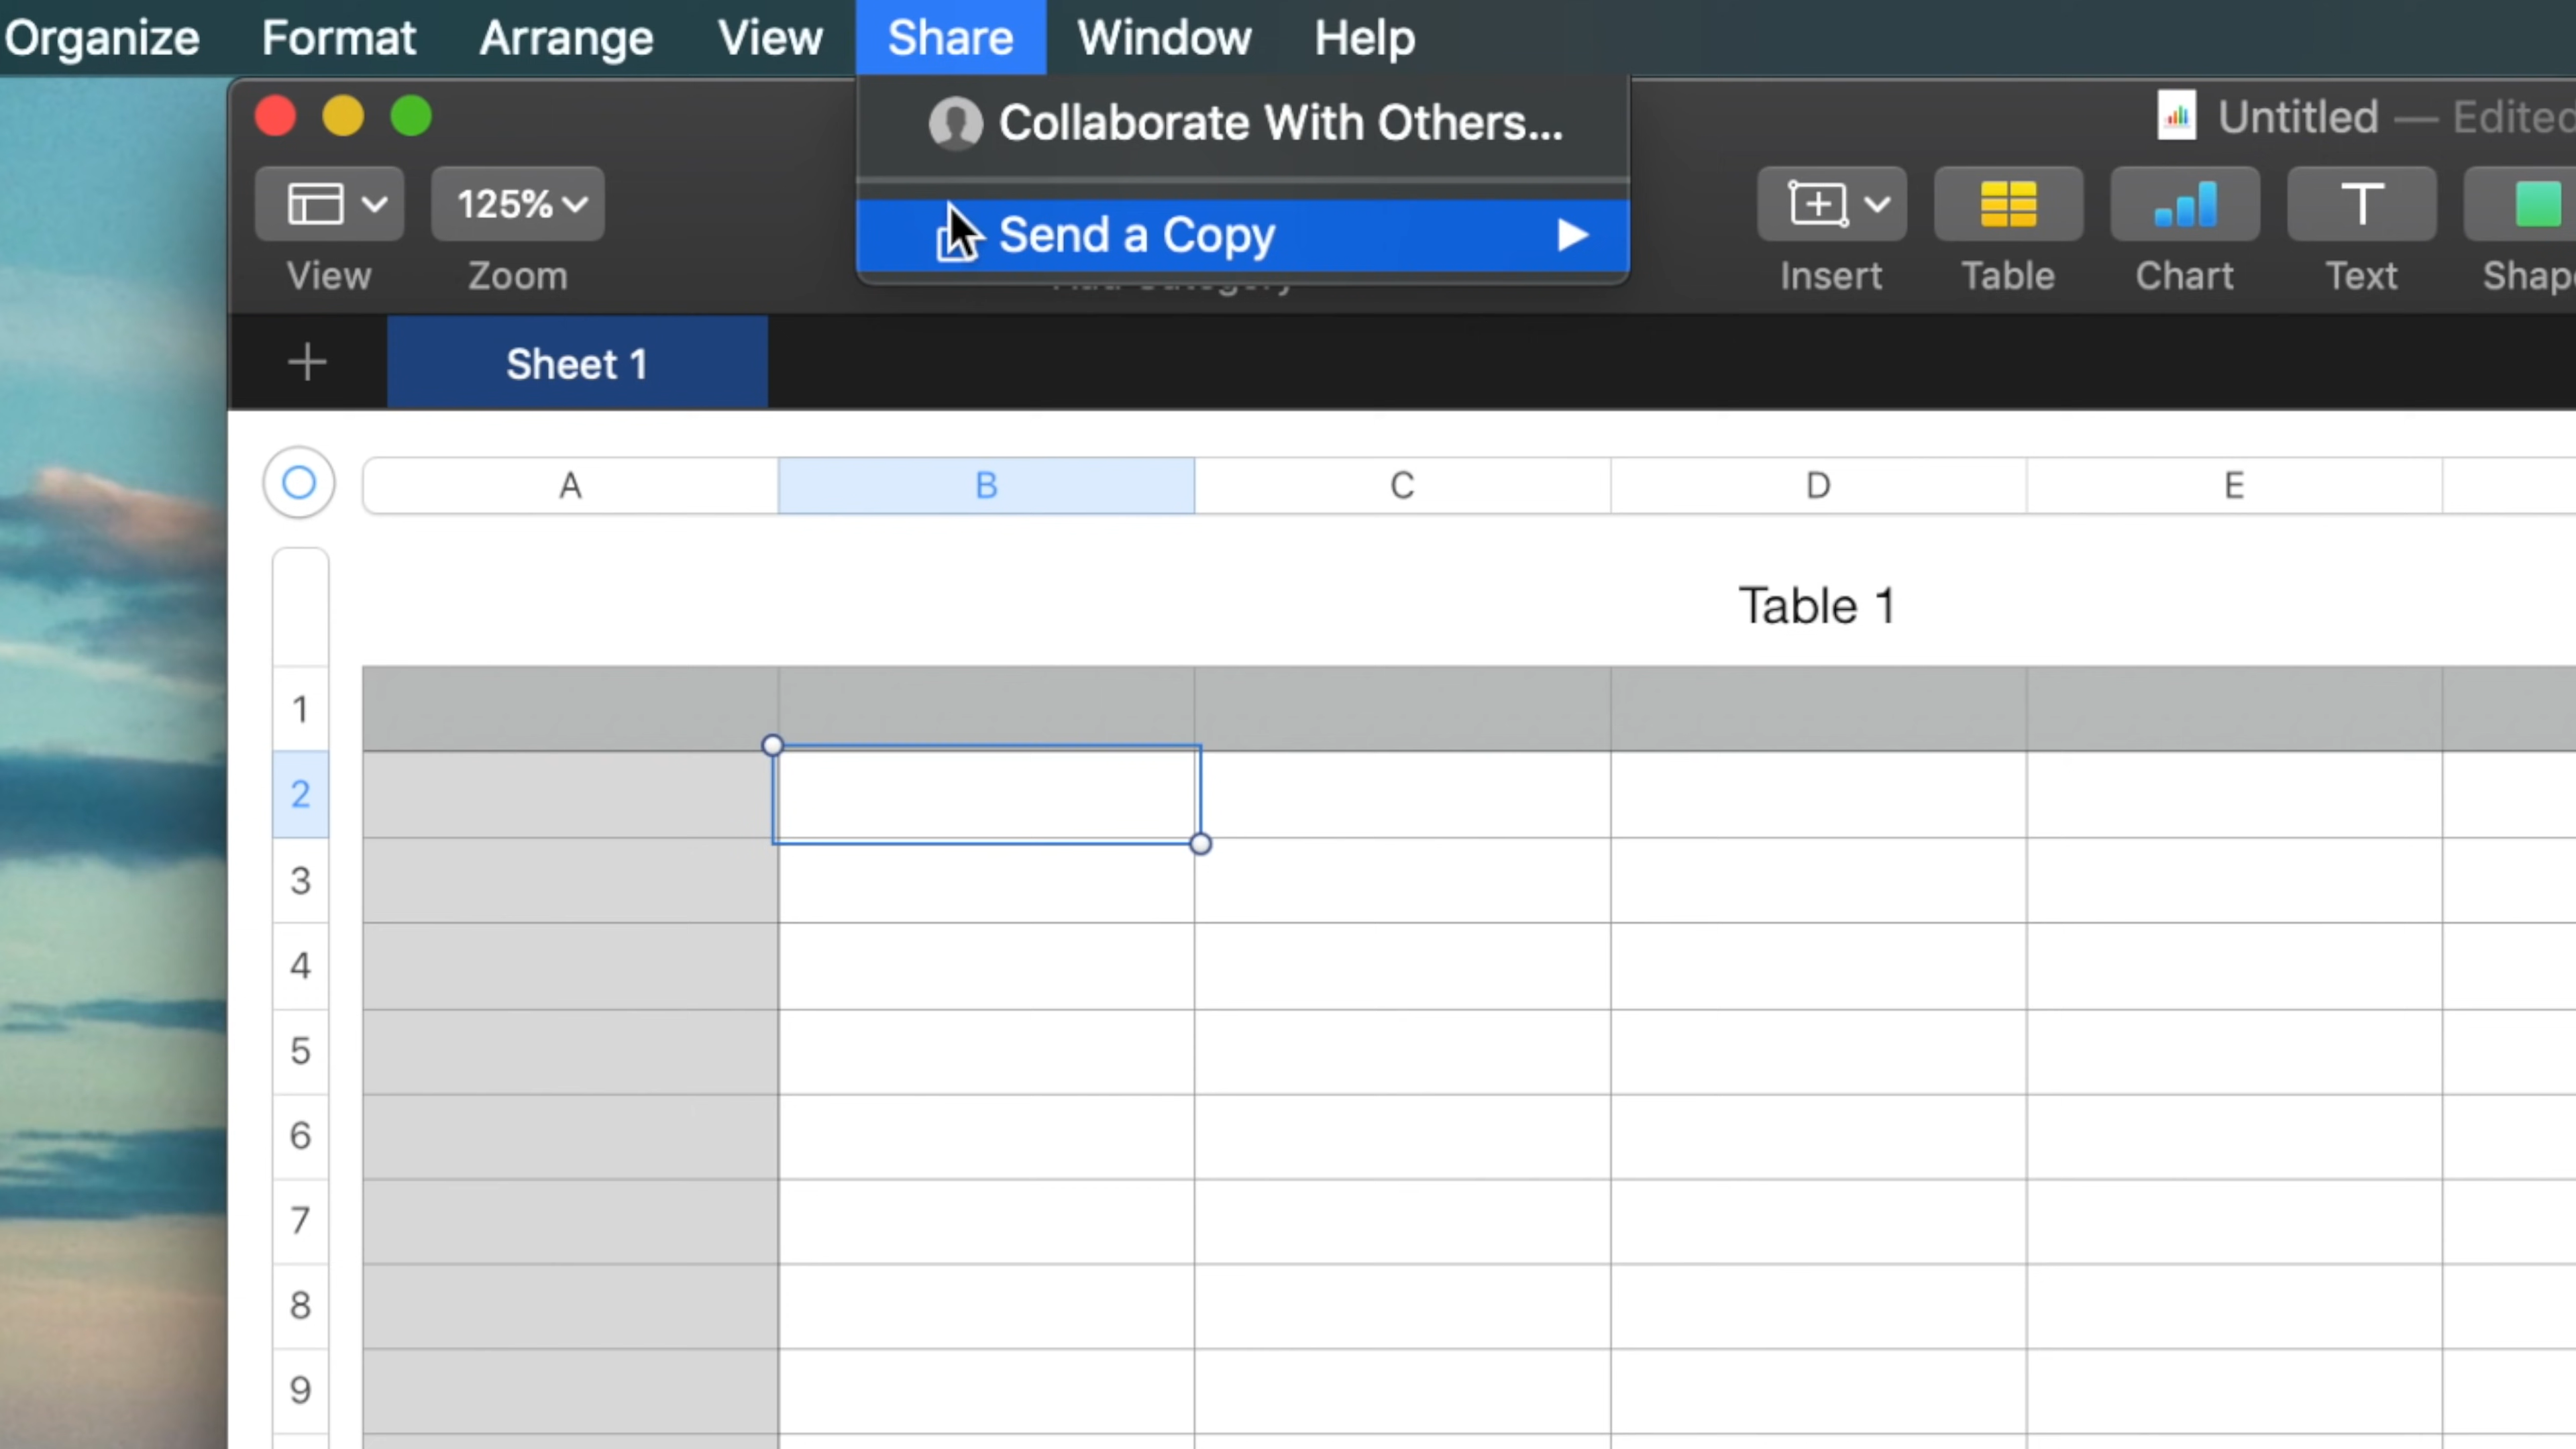 Organize Format Arrange View Share Window Help
Collaborate With Others...
Untitled — Edited
125%
Send a Copy
View Zoom Insert Table Chart Text Shap
Sheet 1
A B C D E
Table 1
1
2
3
4
5
6
7
8
9